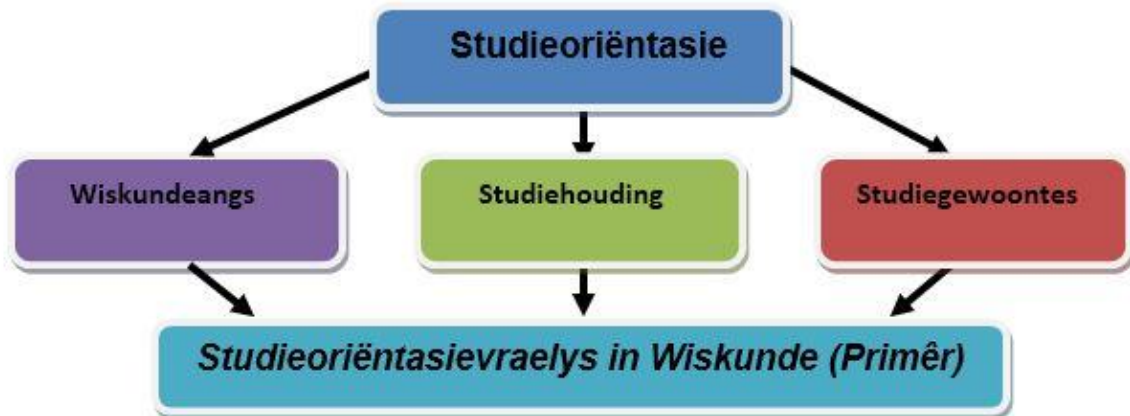 Studieoriëntasie
Wiskundeangs
Studiehouding
Studiegewoontes
Studieoriëntasievraelys in Wiskunde (Primêr)